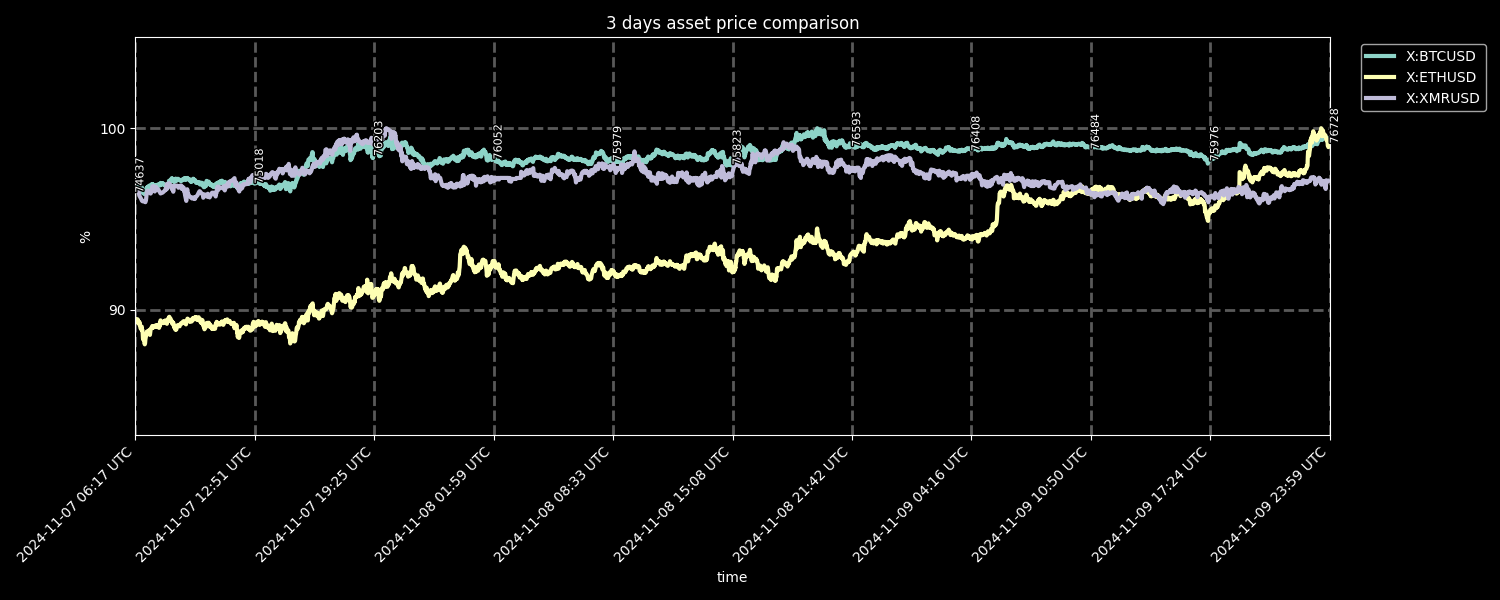 3 days asset price comparison
X:BTCUSD
X:ETHUSD
X:XMRUSD
%
100
90
74637
75018
76203
76052
75979
75823
76593
76408
76484
75976
76728
2024-11-07 06:17 UTC
2024-11-07 12:51 UTC
2024-11-07 19:25 UTC
2024-11-08 01:59 UTC
2024-11-08 08:33 UTC
2024-11-08 15:08 UTC
2024-11-08 21:42 UTC
2024-11-09 04:16 UTC
2024-11-09 10:50 UTC
2024-11-09 17:24 UTC
2024-11-09 23:59 UTC
time